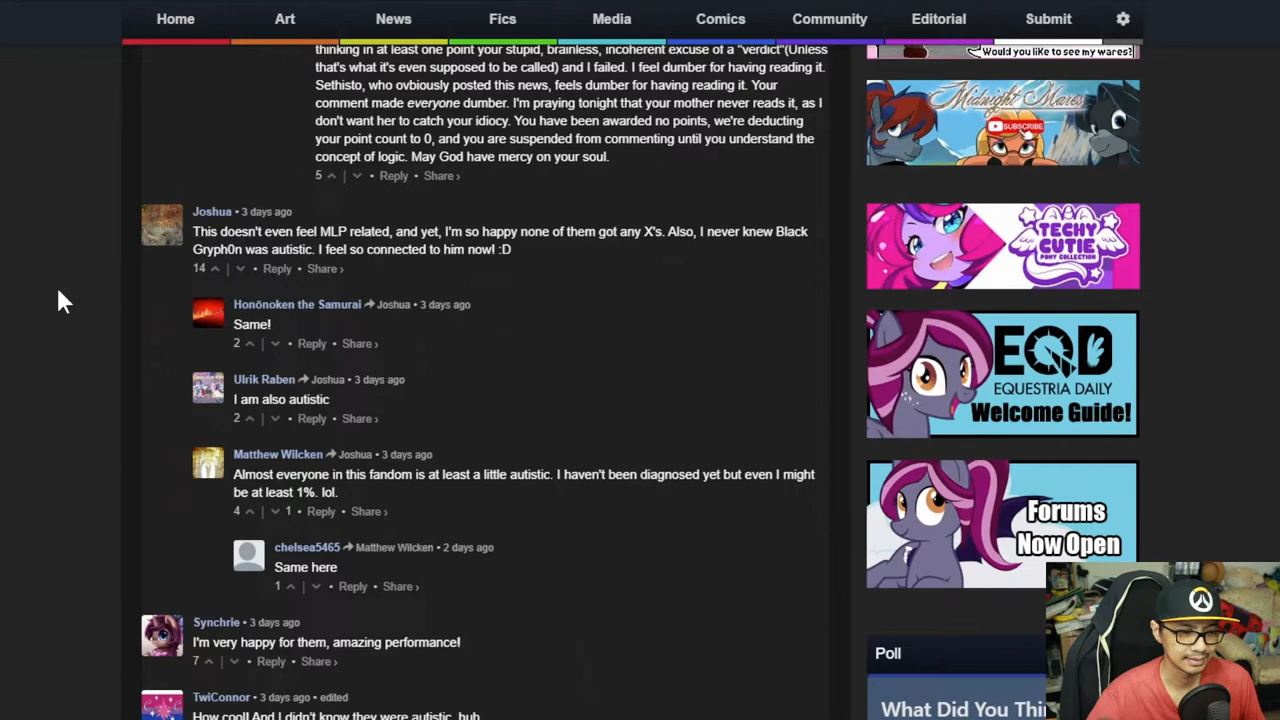 Home Art News Fics Media Comics Community Editorial Submit
thinking in at least one point your stupid, brainless, incoherent excuse of a "verdict"(Unless
that's what it's even supposed to be called) and I failed. I feel dumber for having reading it.
Sethisto, who ovbiously posted this news, feels dumber for having reading it. Your
comment made everyone dumber. I'm praying tonight that your mother never reads it, as I
don't want her to catch your idiocy. You have been awarded no points, we're deducting
your point count to 0, and you are suspended from commenting until you understand the
concept of logic. May God have mercy on your soul.
5 • Reply • Share ›
Joshua • 3 days ago
This doesn't even feel MLP related, and yet, I'm so happy none of them got any X's. Also, I never knew Black
Gryph0n was autistic. I feel so connected to him now! :D
14 • Reply • Share ›
Honōnoken the Samurai Joshua • 3 days ago
Same!
2 • Reply • Share ›
Ulrik Raben Joshua • 3 days ago
I am also autistic
2 • Reply • Share ›
Matthew Wilcken Joshua • 3 days ago
Almost everyone in this fandom is at least a little autistic. I haven't been diagnosed yet but even I might
be at least 1%. lol.
4 1 • Reply • Share ›
chelsea5465 Matthew Wilcken • 2 days ago
Same here
1 • Reply • Share ›
Synchrie • 3 days ago
I'm very happy for them, amazing performance!
7 • Reply • Share ›
TwiConnor • 3 days ago • edited
How cool! And I didn't know they were autistic, huh.
Would you like to see my wares?
Midnight Mares
SUBSCRIBE
TECHY
CUTIE
PONY COLLECTION
EQD
EQUESTRIA DAILY
Welcome Guide!
Forums
Now Open
Poll
What Did You Thi